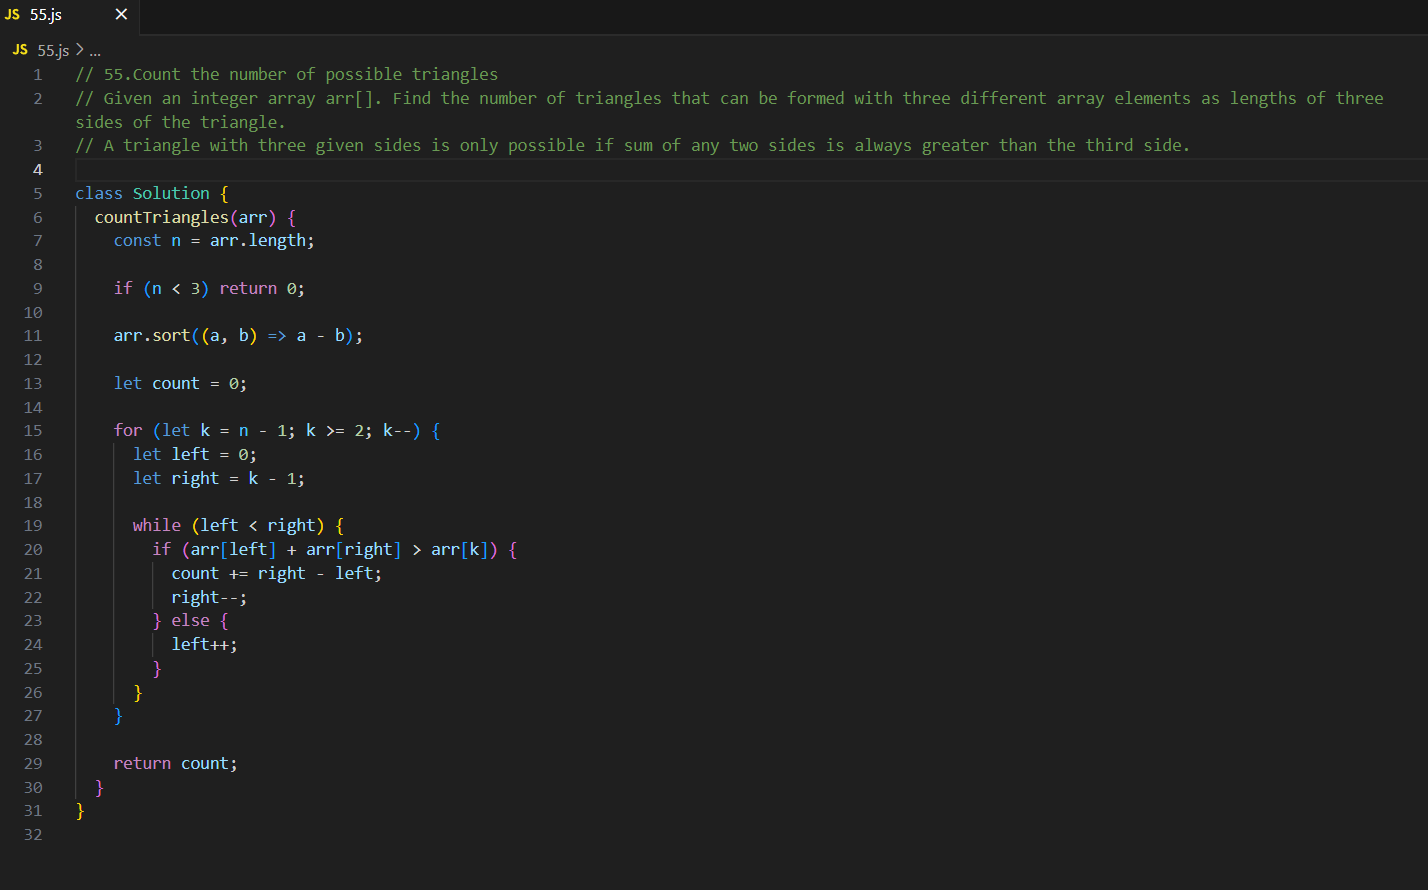 JS 55.js ×
JS 55.js > ...
1 // 55.Count the number of possible triangles
2 // Given an integer array arr[]. Find the number of triangles that can be formed with three different array elements as lengths of three
sides of the triangle.
3 // A triangle with three given sides is only possible if sum of any two sides is always greater than the third side.
4
5 class Solution {
6   countTriangles(arr) {
7     const n = arr.length;
8
9     if (n < 3) return 0;
10
11     arr.sort((a, b) => a - b);
12
13     let count = 0;
14
15     for (let k = n - 1; k >= 2; k--) {
16       let left = 0;
17       let right = k - 1;
18
19       while (left < right) {
20         if (arr[left] + arr[right] > arr[k]) {
21           count += right - left;
22           right--;
23         } else {
24           left++;
25         }
26       }
27     }
28
29     return count;
30   }
31 }
32